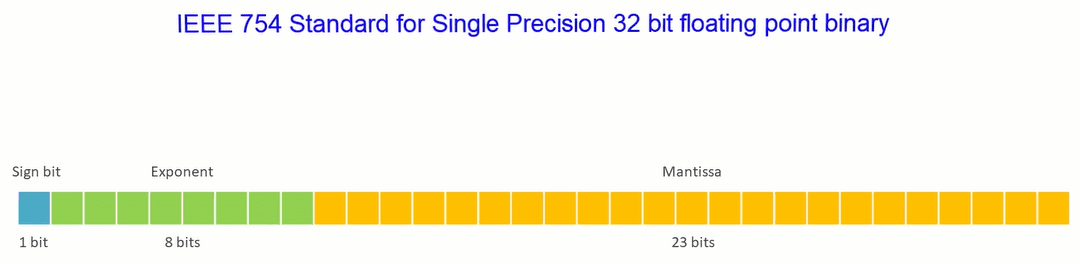 IEEE 754 Standard for Single Precision 32 bit floating point binary
Sign bit Exponent Mantissa
1 bit 8 bits 23 bits